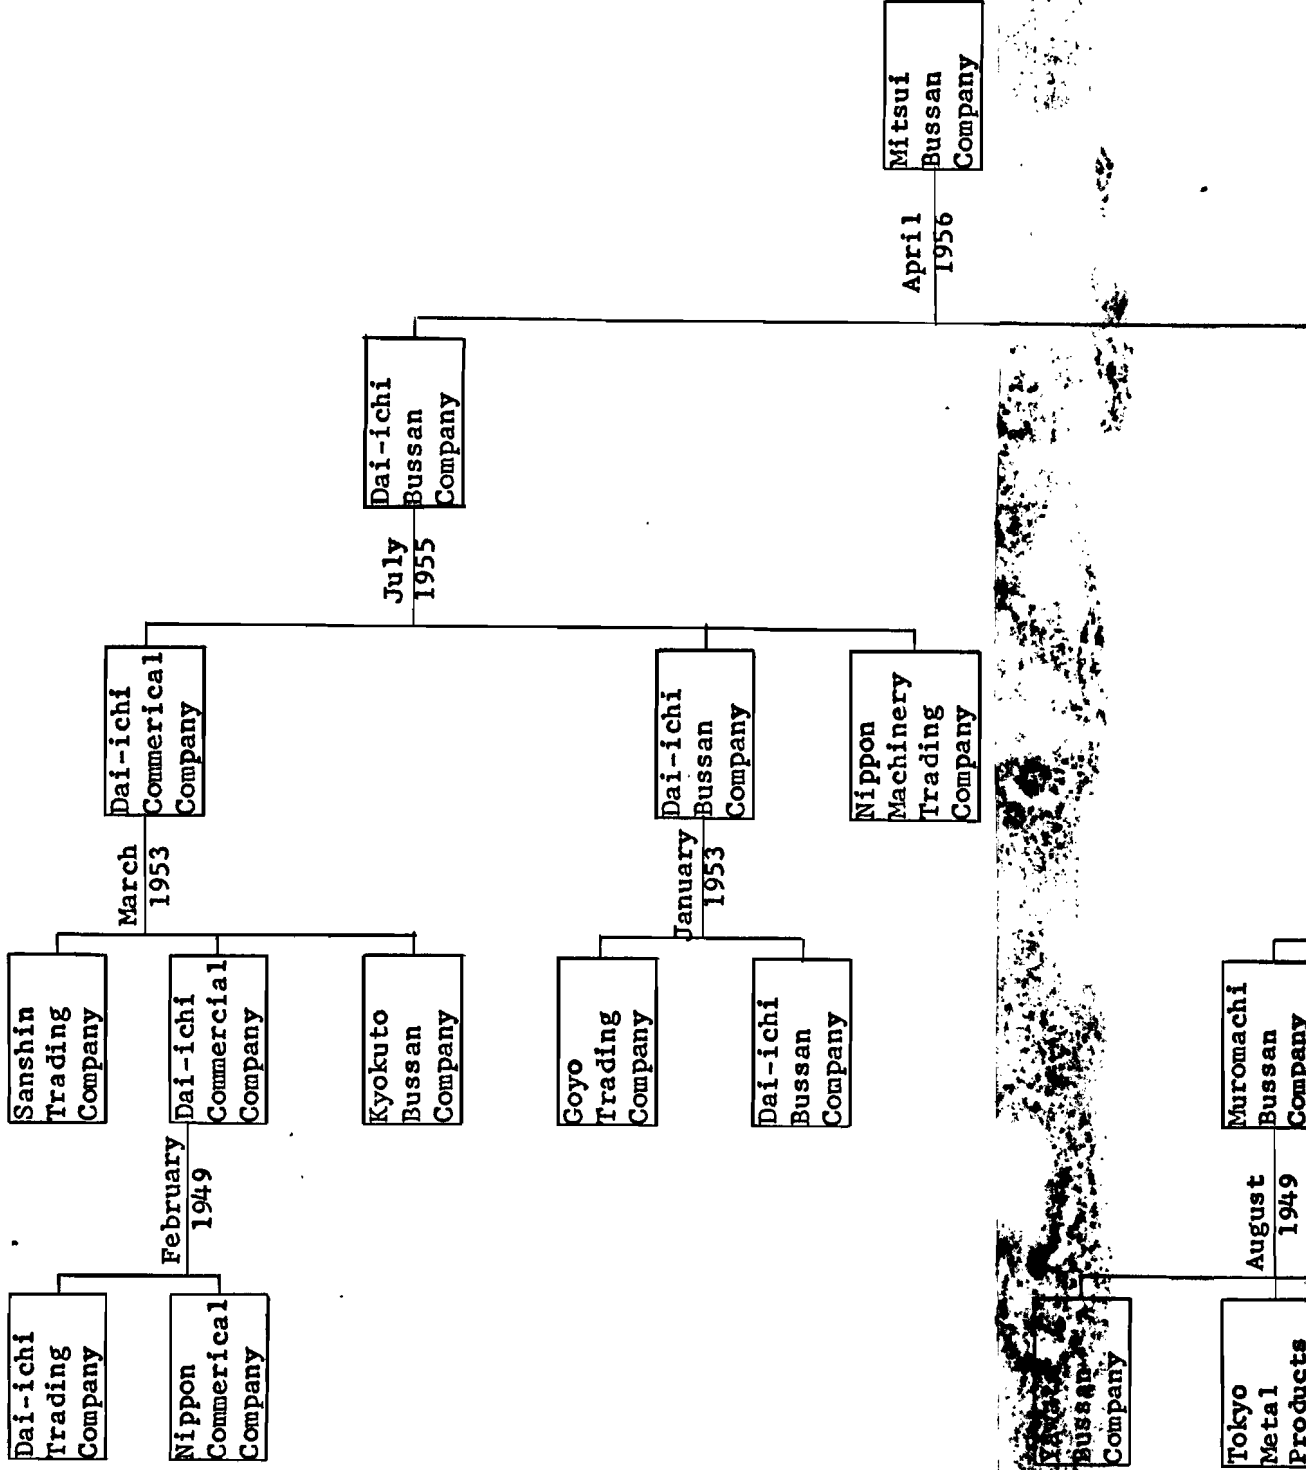 Mitsui
Bussan
Company
April
1956
Dai-ichi
Bussan
Company
July
1955
Dai-ichi
Commerical
Company
Dai-ichi
Bussan
Company
Nippon
Machinery
Trading
Company
March
1953
January
1953
Sanshin
Trading
Company
Dai-ichi
Commercial
Company
Kyokuto
Bussan
Company
Goyo
Trading
Company
Dai-ichi
Bussan
Company
Muromachi
Bussan
Company
February
1949
August
1949
Dai-ichi
Trading
Company
Nippon
Commerical
Company
Bussan
Company
Tokyo
Metal
Products